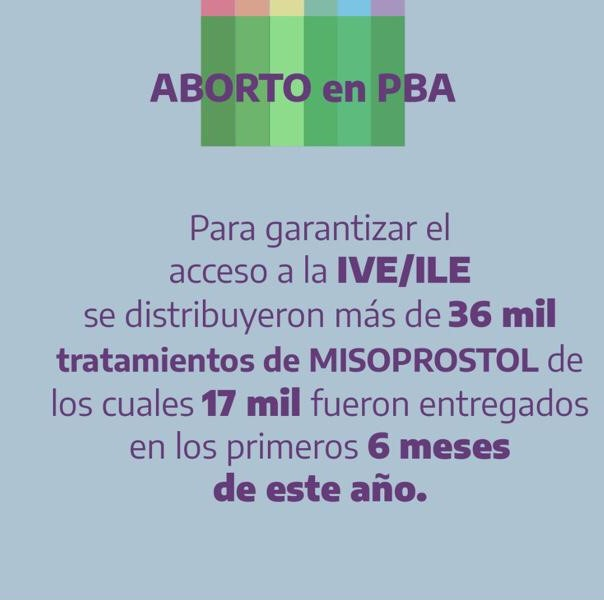 ABORTO en PBA
Para garantizar el
acceso a la IVE/ILE
se distribuyeron más de 36 mil
tratamientos de MISOPROSTOL de
los cuales 17 mil fueron entregados
en los primeros 6 meses
de este año.